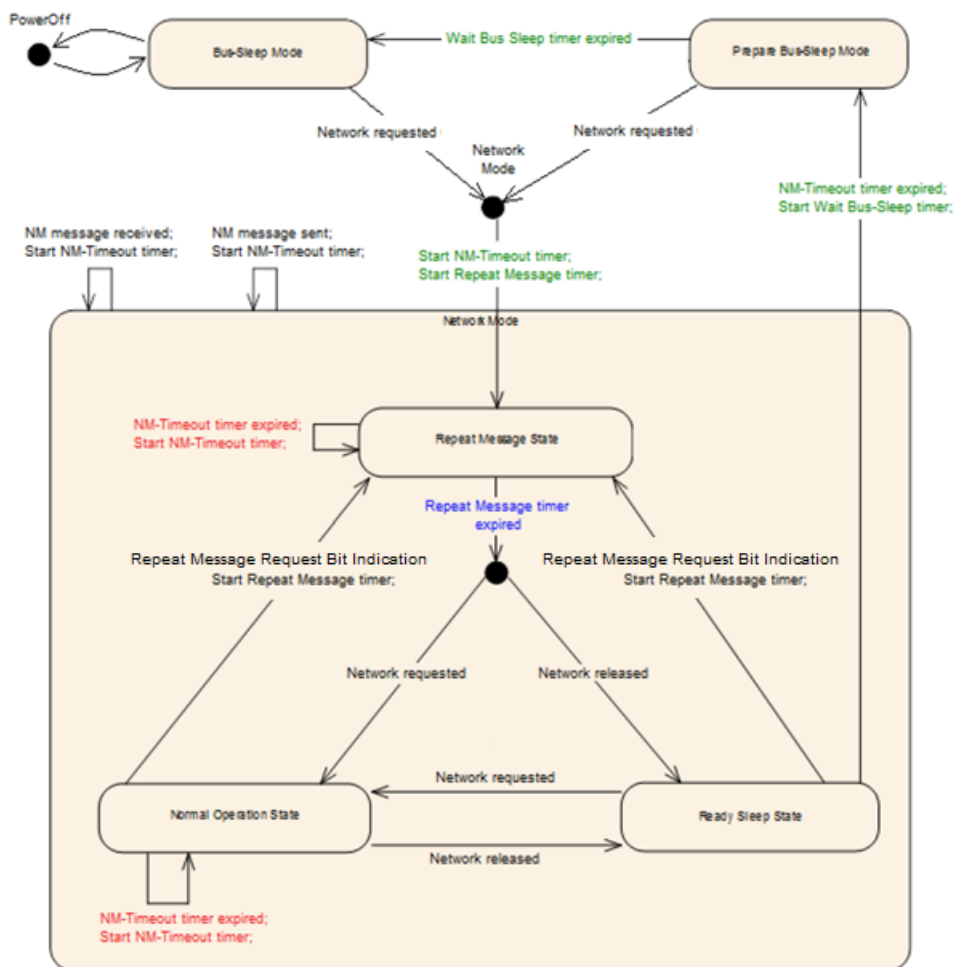 PowerOff
Bus-Sleep Mode
Wait Bus Sleep timer expired
Prepare Bus-Sleep Mode
Network requested
Network requested
Network
Mode
NM-Timeout timer expired;
Start Wait Bus-Sleep timer;
NM message received;
Start NM-Timeout timer;
NM message sent;
Start NM-Timeout timer;
Start NM-Timeout timer;
Start Repeat Message timer;
Network Mode
NM-Timeout timer expired;
Start NM-Timeout timer;
Repeat Message State
Repeat Message timer
expired
Repeat Message Request Bit Indication
Start Repeat Message timer;
Repeat Message Request Bit Indication
Start Repeat Message timer;
Network requested
Network released
Network requested
Normal Operation State
Ready Sleep State
Network released
NM-Timeout timer expired;
Start NM-Timeout timer;